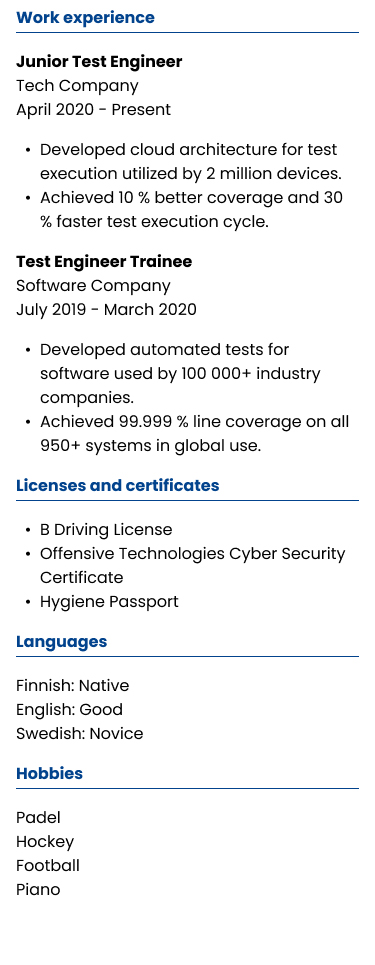 Work experience
Junior Test Engineer
Tech Company
April 2020 - Present
• Developed cloud architecture for test
execution utilized by 2 million devices.
• Achieved 10 % better coverage and 30
% faster test execution cycle.
Test Engineer Trainee
Software Company
July 2019 - March 2020
• Developed automated tests for
software used by 100 000+ industry
companies.
• Achieved 99.999 % line coverage on all
950+ systems in global use.
Licenses and certificates
• B Driving License
• Offensive Technologies Cyber Security
Certificate
• Hygiene Passport
Languages
Finnish: Native
English: Good
Swedish: Novice
Hobbies
Padel
Hockey
Football
Piano